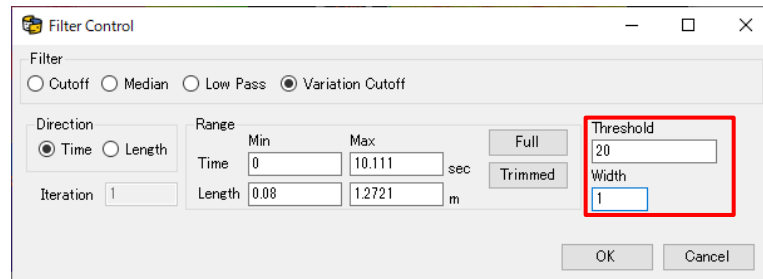 Filter Control
Filter
Cutoff Median Low Pass Variation Cutoff
Direction
Time Length
Iteration 1
Range
Min Max
Time 0 10.111 sec
Length 0.08 1.2721 m
Full
Trimmed
Threshold
20
Width
1
OK Cancel